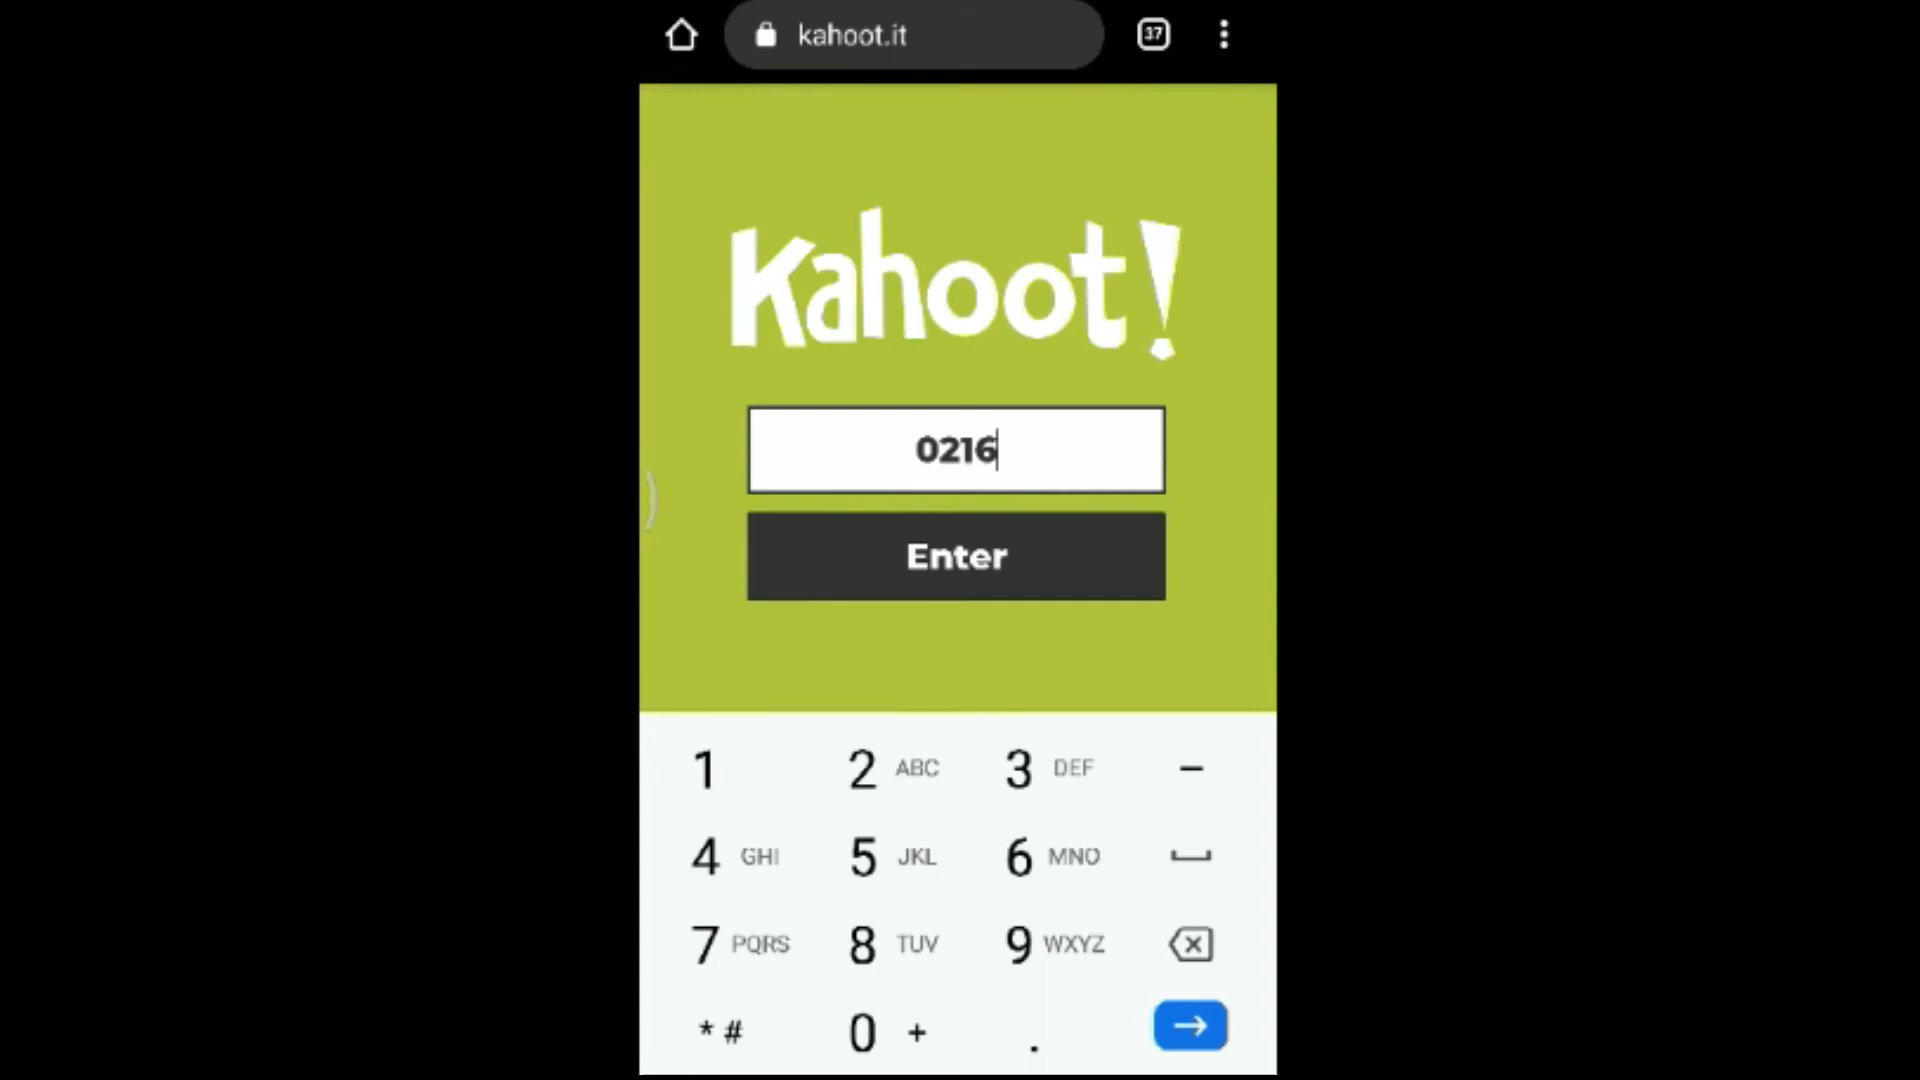 kahoot.it 37
Kahoot!
0216
Enter
1 2 ABC 3 DEF -
4 GHI 5 JKL 6 MNO
7 PQRS 8 TUV 9 WXYZ
* # 0 + .